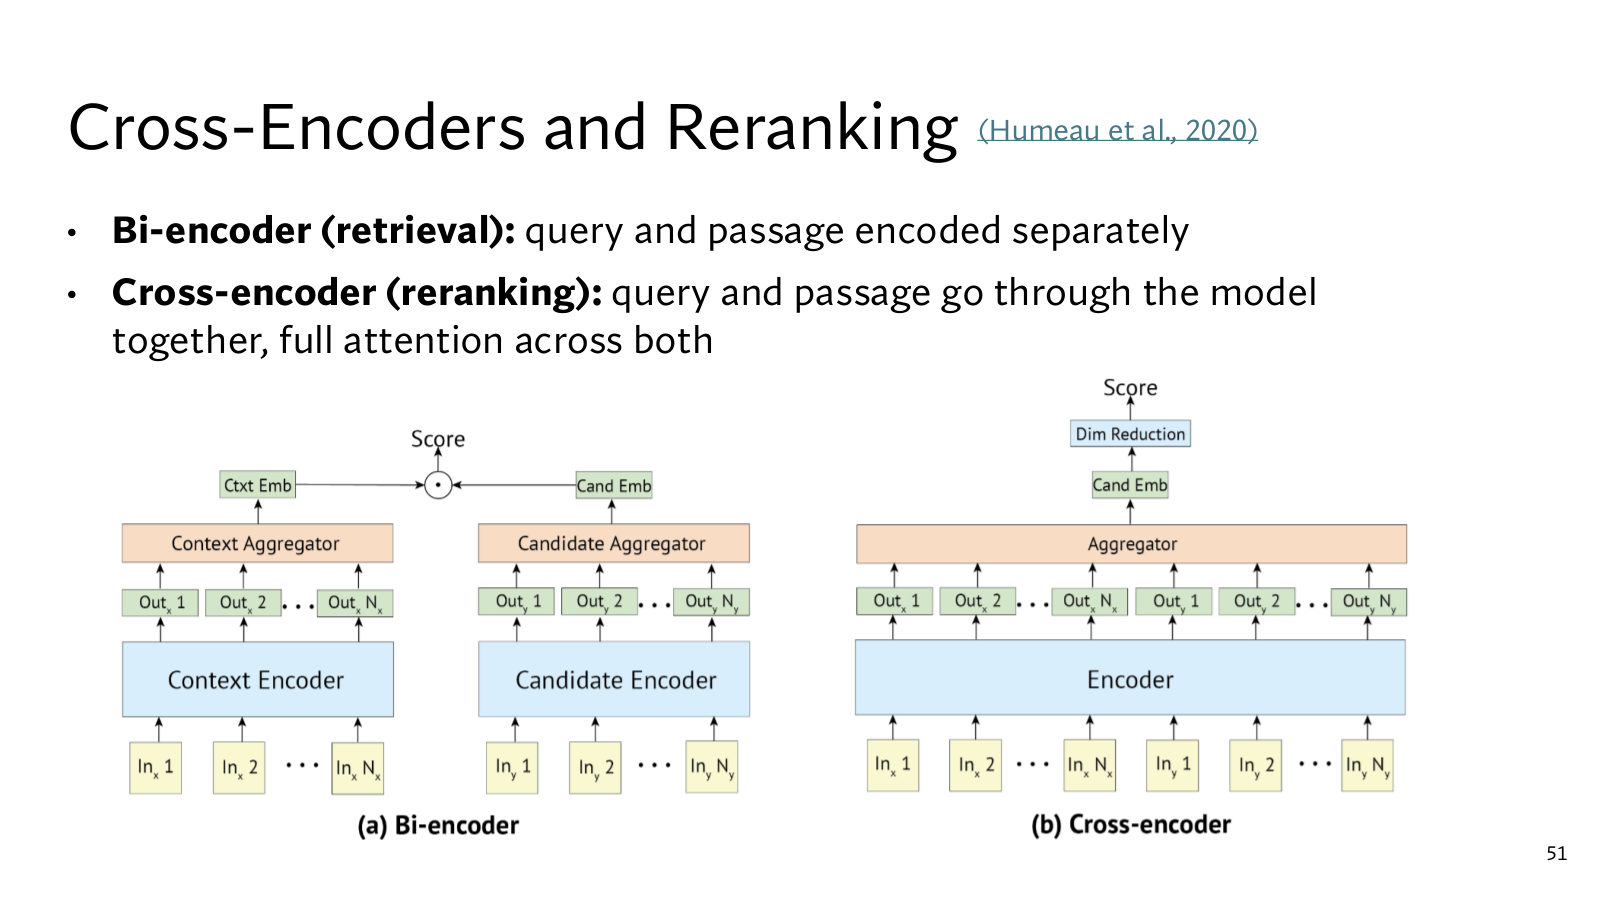 Cross-Encoders and Reranking (Humeau et al., 2020)
• Bi-encoder (retrieval): query and passage encoded separately
• Cross-encoder (reranking): query and passage go through the model
together, full attention across both
Score
Ctxt Emb
Cand Emb
Context Aggregator
Candidate Aggregator
Outx 1 Outx 2 ... Outx Nx
Outy 1 Outy 2 ... Outy Ny
Context Encoder
Candidate Encoder
Inx 1 Inx 2 ... Inx Nx
Iny 1 Iny 2 ... Iny Ny
(a) Bi-encoder
Score
Dim Reduction
Cand Emb
Aggregator
Outx 1 Outx 2 ... Outx Nx Outy 1 Outy 2 ... Outy Ny
Encoder
Inx 1 Inx 2 ... Inx Nx Iny 1 Iny 2 ... Iny Ny
(b) Cross-encoder
51